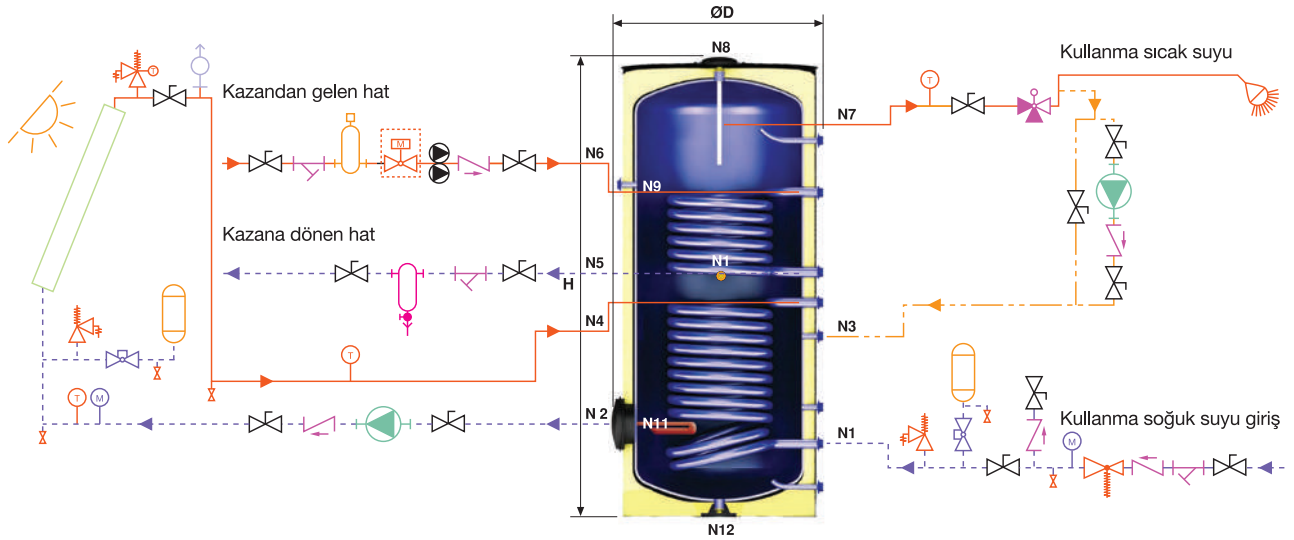 ØD
N8
Kullanma sıcak suyu
Kazandan gelen hat
T
T
N7
M
N6
N9
Kazana dönen hat
N5
N1
H
N4
N3
T
T
M
N 2
N11
N1
Kullanma soğuk suyu giriş
M
N12